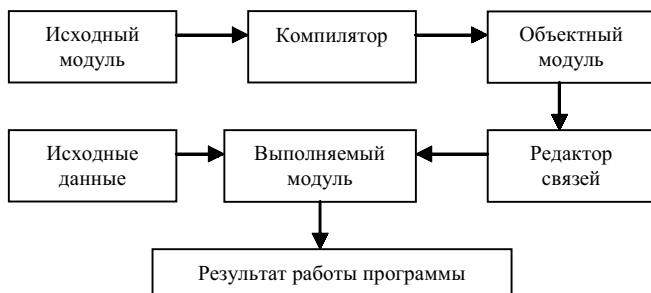 Исходный
модуль
Компилятор
Объектный
модуль
Исходные
данные
Выполняемый
модуль
Редактор
связей
Результат работы программы